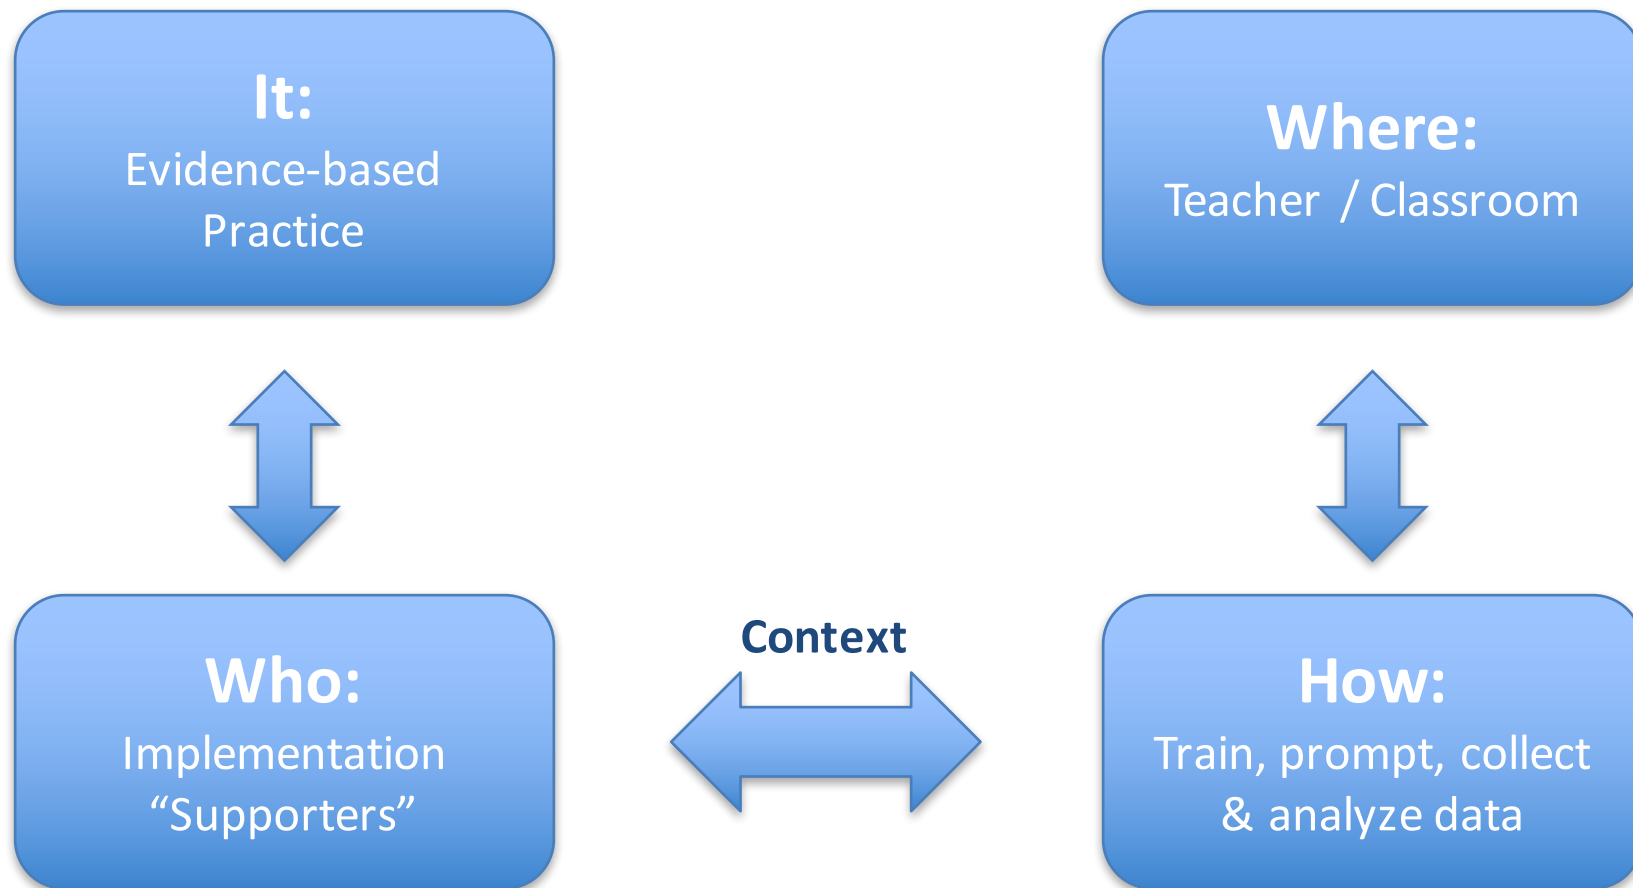 It:
Evidence-based
Practice
Where:
Teacher / Classroom
Who:
Implementation
“Supporters”
Context
How:
Train, prompt, collect
& analyze data